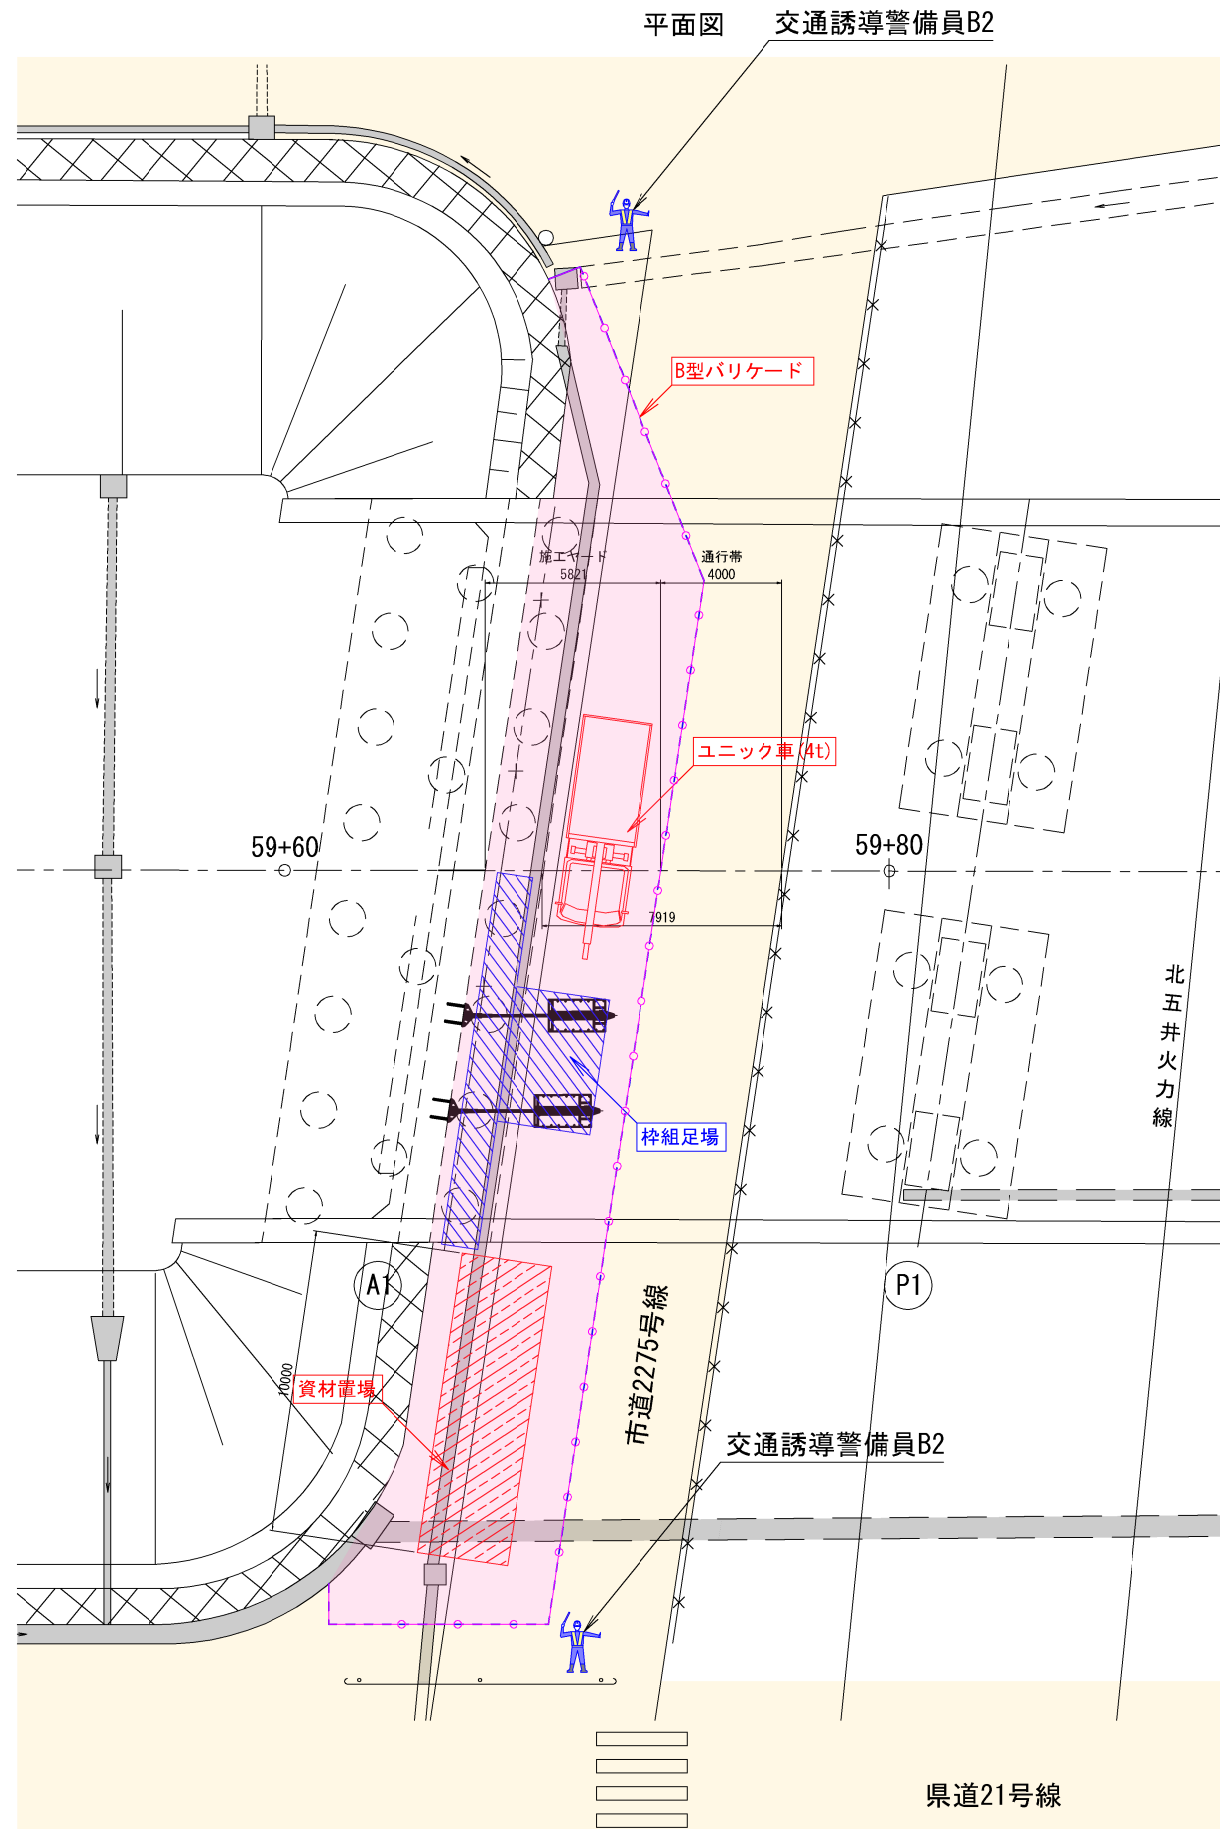 平面図
交通誘導警備員B2
B型バリケード
施工ヤード
通行帯
5821
4000
ユニック車(4t)
59+60
59+80
7919
北五井火力線
枠組足場
A1
P1
市道2275号線
10000
資材置場
交通誘導警備員B2
県道21号線